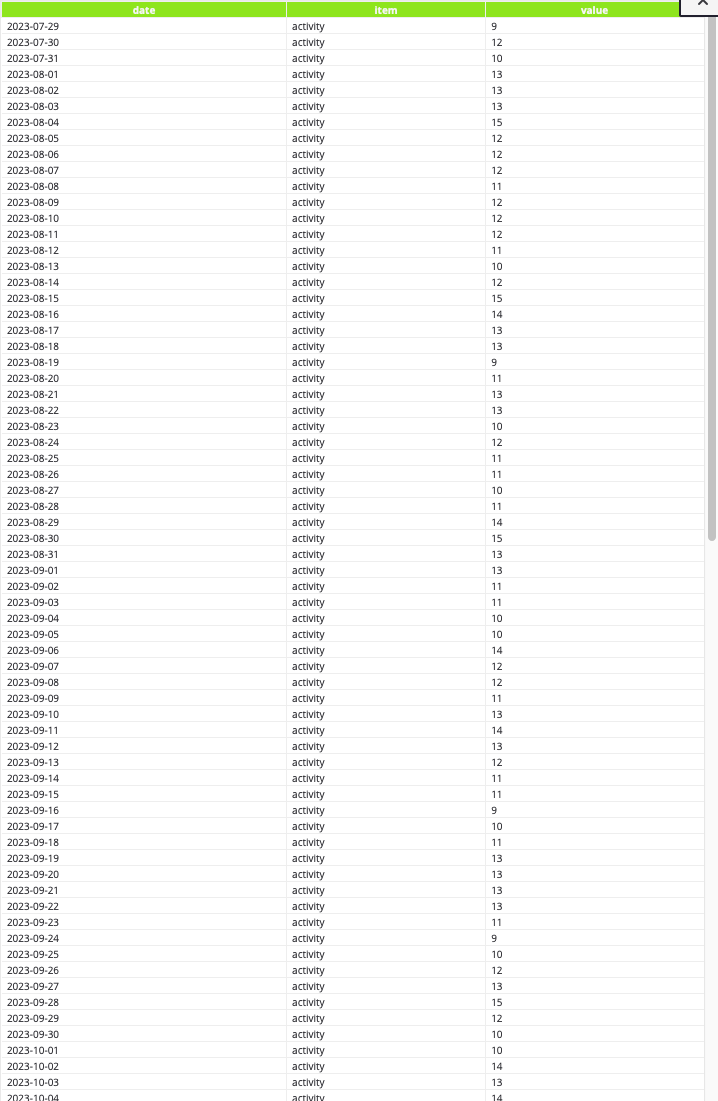 date item value
2023-07-29 activity 9
2023-07-30 activity 12
2023-07-31 activity 10
2023-08-01 activity 13
2023-08-02 activity 13
2023-08-03 activity 13
2023-08-04 activity 15
2023-08-05 activity 12
2023-08-06 activity 12
2023-08-07 activity 12
2023-08-08 activity 11
2023-08-09 activity 12
2023-08-10 activity 12
2023-08-11 activity 12
2023-08-12 activity 11
2023-08-13 activity 10
2023-08-14 activity 12
2023-08-15 activity 15
2023-08-16 activity 14
2023-08-17 activity 13
2023-08-18 activity 13
2023-08-19 activity 9
2023-08-20 activity 11
2023-08-21 activity 13
2023-08-22 activity 13
2023-08-23 activity 10
2023-08-24 activity 12
2023-08-25 activity 11
2023-08-26 activity 11
2023-08-27 activity 10
2023-08-28 activity 11
2023-08-29 activity 14
2023-08-30 activity 15
2023-08-31 activity 13
2023-09-01 activity 13
2023-09-02 activity 11
2023-09-03 activity 11
2023-09-04 activity 10
2023-09-05 activity 10
2023-09-06 activity 14
2023-09-07 activity 12
2023-09-08 activity 12
2023-09-09 activity 11
2023-09-10 activity 13
2023-09-11 activity 14
2023-09-12 activity 13
2023-09-13 activity 12
2023-09-14 activity 11
2023-09-15 activity 11
2023-09-16 activity 9
2023-09-17 activity 10
2023-09-18 activity 11
2023-09-19 activity 13
2023-09-20 activity 13
2023-09-21 activity 13
2023-09-22 activity 13
2023-09-23 activity 11
2023-09-24 activity 9
2023-09-25 activity 10
2023-09-26 activity 12
2023-09-27 activity 13
2023-09-28 activity 15
2023-09-29 activity 12
2023-09-30 activity 10
2023-10-01 activity 10
2023-10-02 activity 14
2023-10-03 activity 13
2023-10-04 activity 14